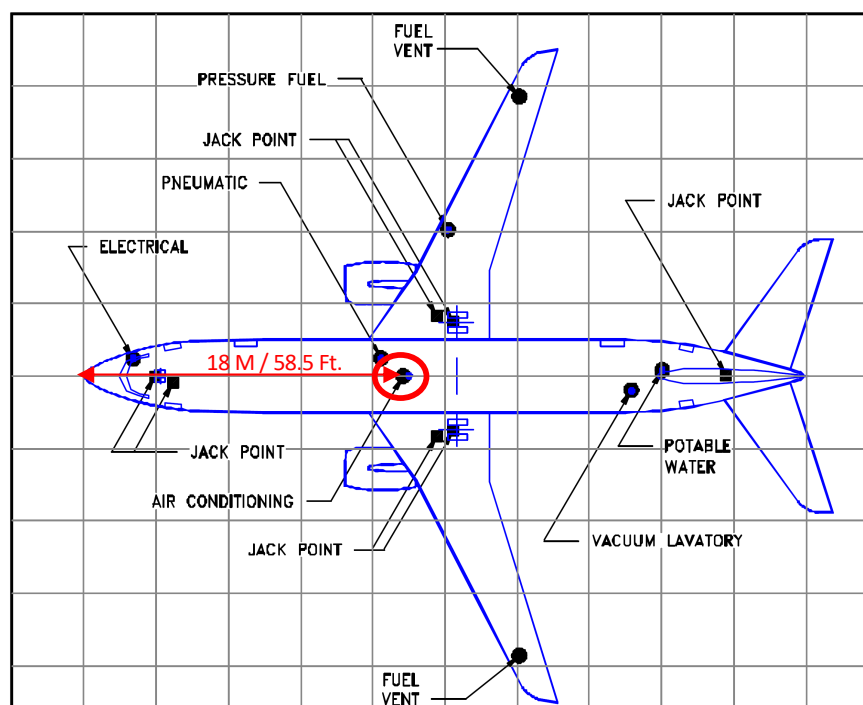 FUEL
VENT
PRESSURE FUEL
JACK POINT
PNEUMATIC
JACK POINT
ELECTRICAL
18 M / 58.5 Ft.
JACK POINT
POTABLE
WATER
AIR CONDITIONING
VACUUM LAVATORY
JACK POINT
FUEL
VENT